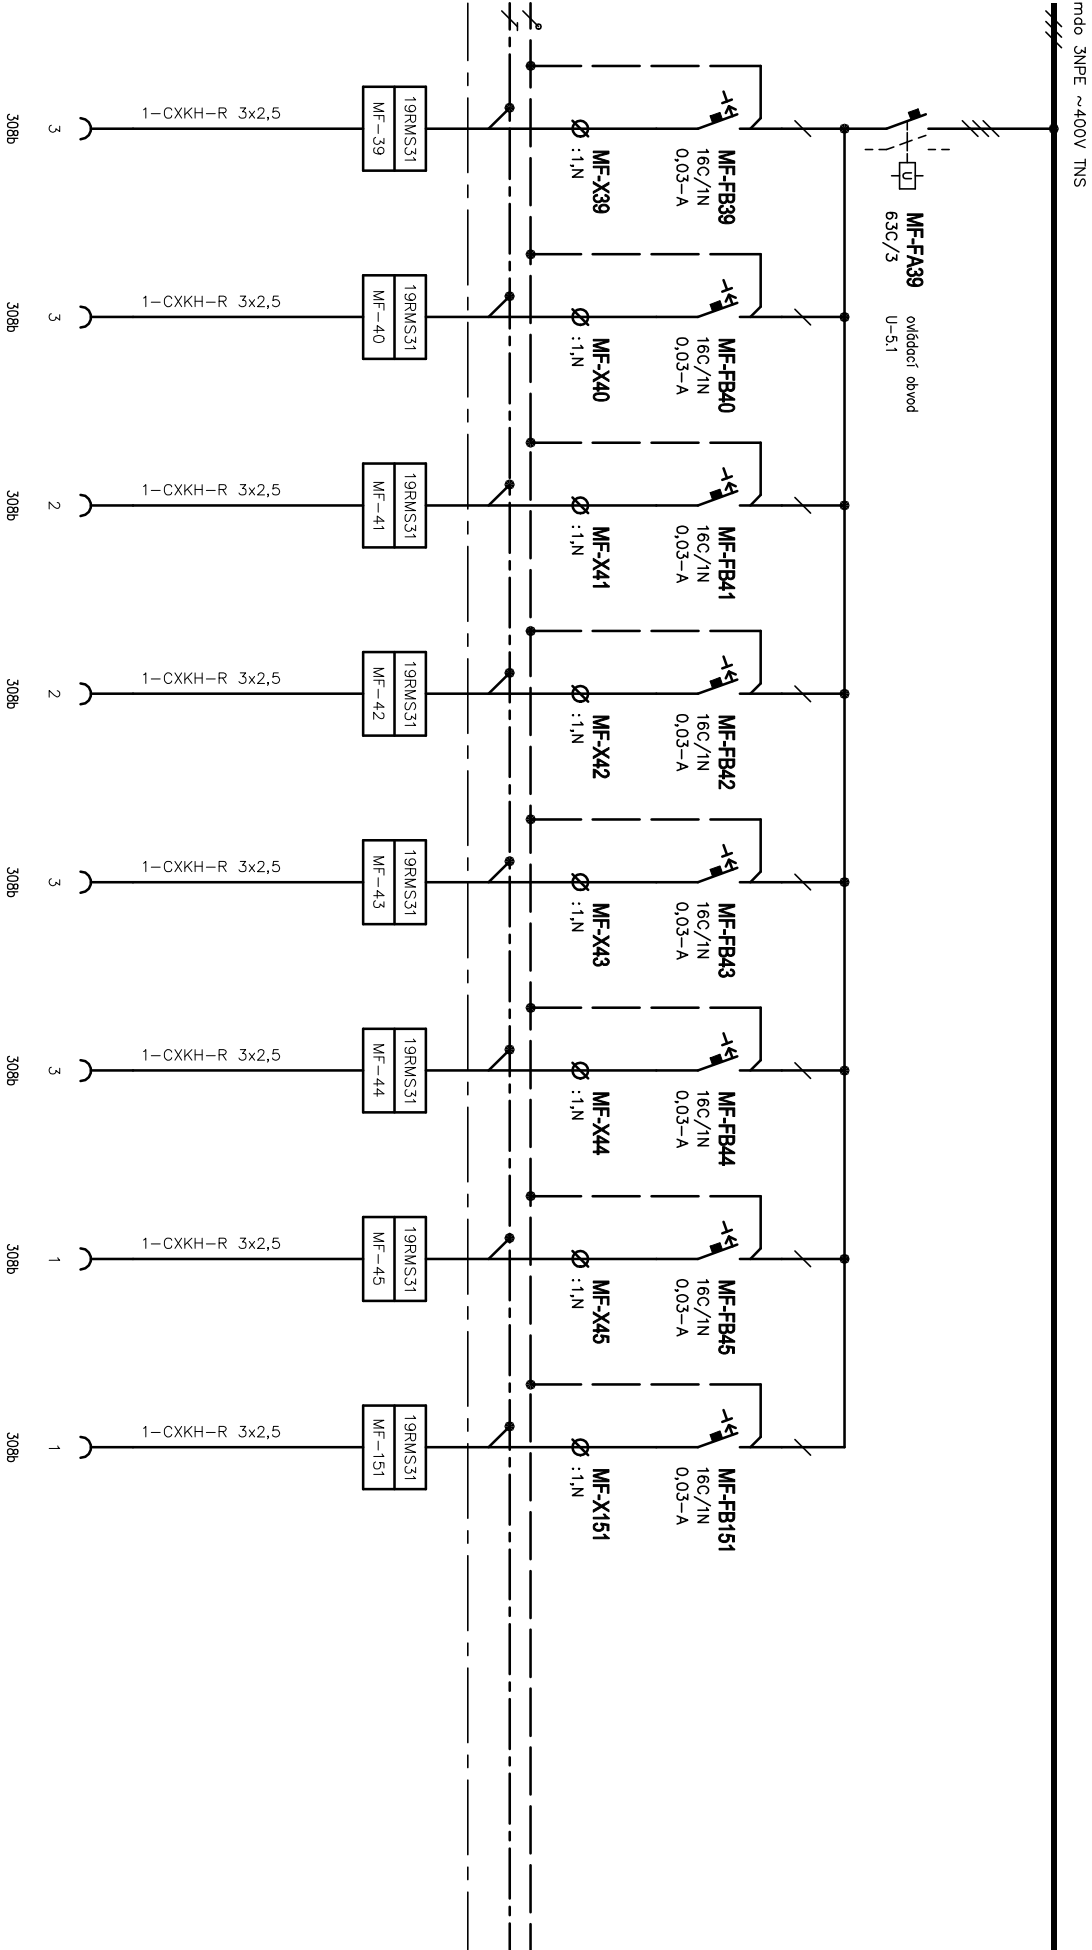 mdo 3NPE ~400V TNS
MF-FA39
63C/3
ovládací obvod
U-5.1
U
MF-FB39
16C/1N
0,03-A
MF-X39
:1,N
19RMS31
MF-39
1-CXKH-R 3x2,5
3
308b
MF-FB40
16C/1N
0,03-A
MF-X40
:1,N
19RMS31
MF-40
1-CXKH-R 3x2,5
3
308b
MF-FB41
16C/1N
0,03-A
MF-X41
:1,N
19RMS31
MF-41
1-CXKH-R 3x2,5
2
308b
MF-FB42
16C/1N
0,03-A
MF-X42
:1,N
19RMS31
MF-42
1-CXKH-R 3x2,5
2
308b
MF-FB43
16C/1N
0,03-A
MF-X43
:1,N
19RMS31
MF-43
1-CXKH-R 3x2,5
3
308b
MF-FB44
16C/1N
0,03-A
MF-X44
:1,N
19RMS31
MF-44
1-CXKH-R 3x2,5
3
308b
MF-FB45
16C/1N
0,03-A
MF-X45
:1,N
19RMS31
MF-45
1-CXKH-R 3x2,5
1
308b
MF-FB151
16C/1N
0,03-A
MF-X151
:1,N
19RMS31
MF-151
1-CXKH-R 3x2,5
1
308b